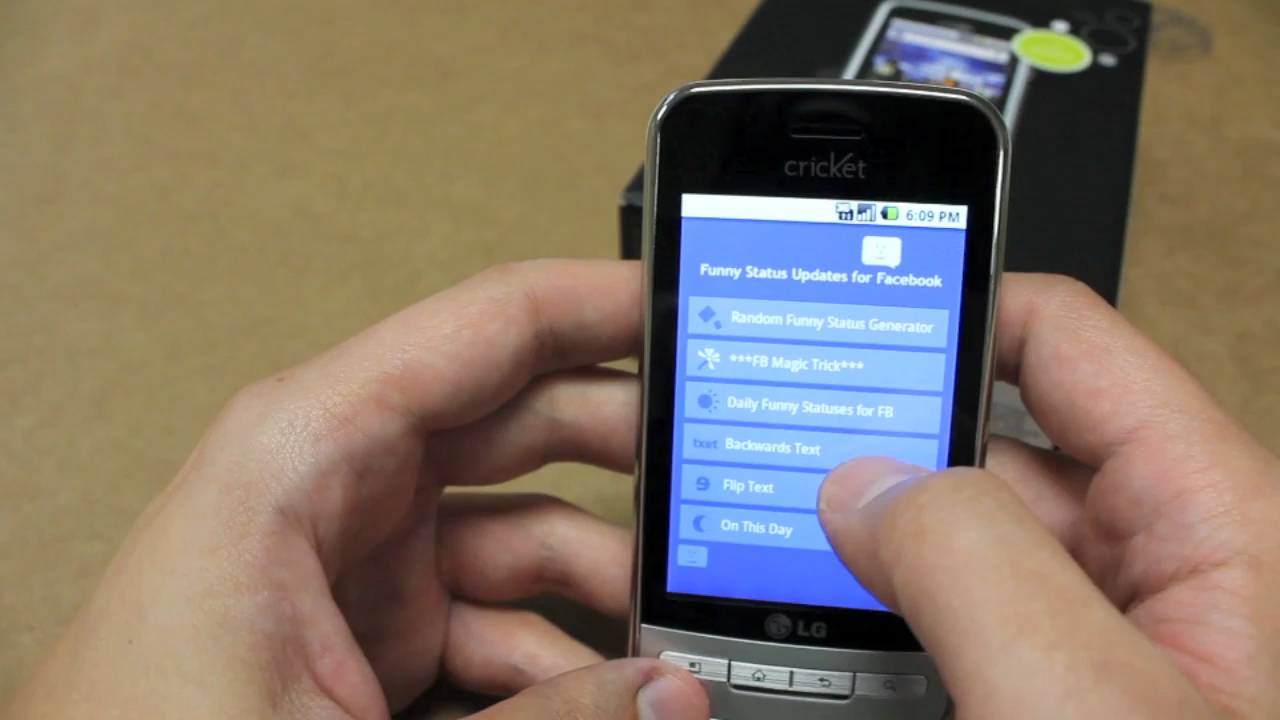 cricket
6:09 PM
Funny Status Updates for Facebook
Random Funny Status Generator
***FB Magic Trick***
Daily Funny Statuses for FB
txet Backwards Text
Flip Text
On This Day
LG